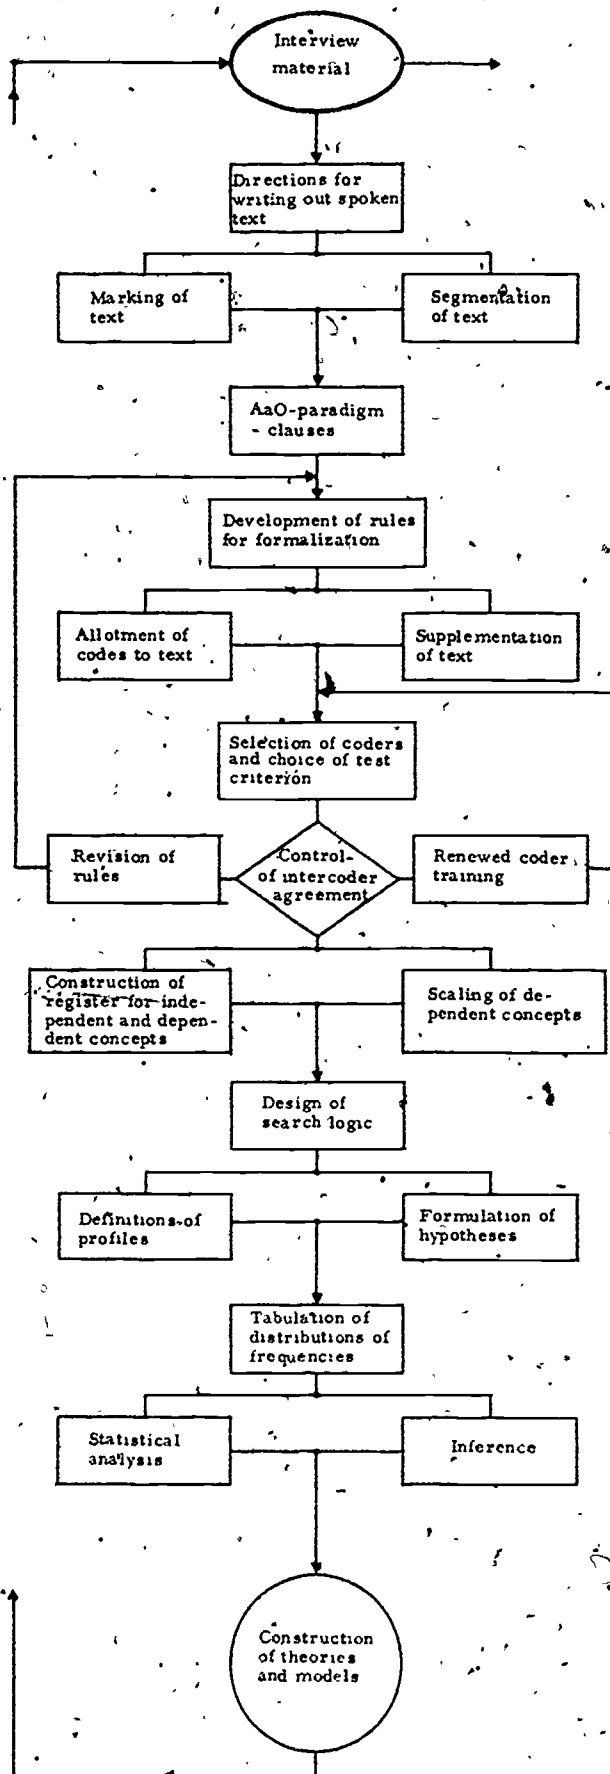 Interview
material
Directions for
writing out spoken
text
Marking of
text
Segmentation
of text
AaO-paradigm
- clauses
Development of rules
for formalization
Allotment of
codes to text
Supplementation
of text
Selection of coders
and choice of test
criterion
Revision of
rules
Control-
of intercoder
agreement
Renewed coder
training
Construction of
register for inde-
pendent and depen-
dent concepts
Scaling of de-
pendent concepts
Design of
search logic
Definitions of
profiles
Formulation of
hypotheses
Tabulation of
distributions of
frequencies
Statistical
analysis
Inference
Construction
of theories
and models